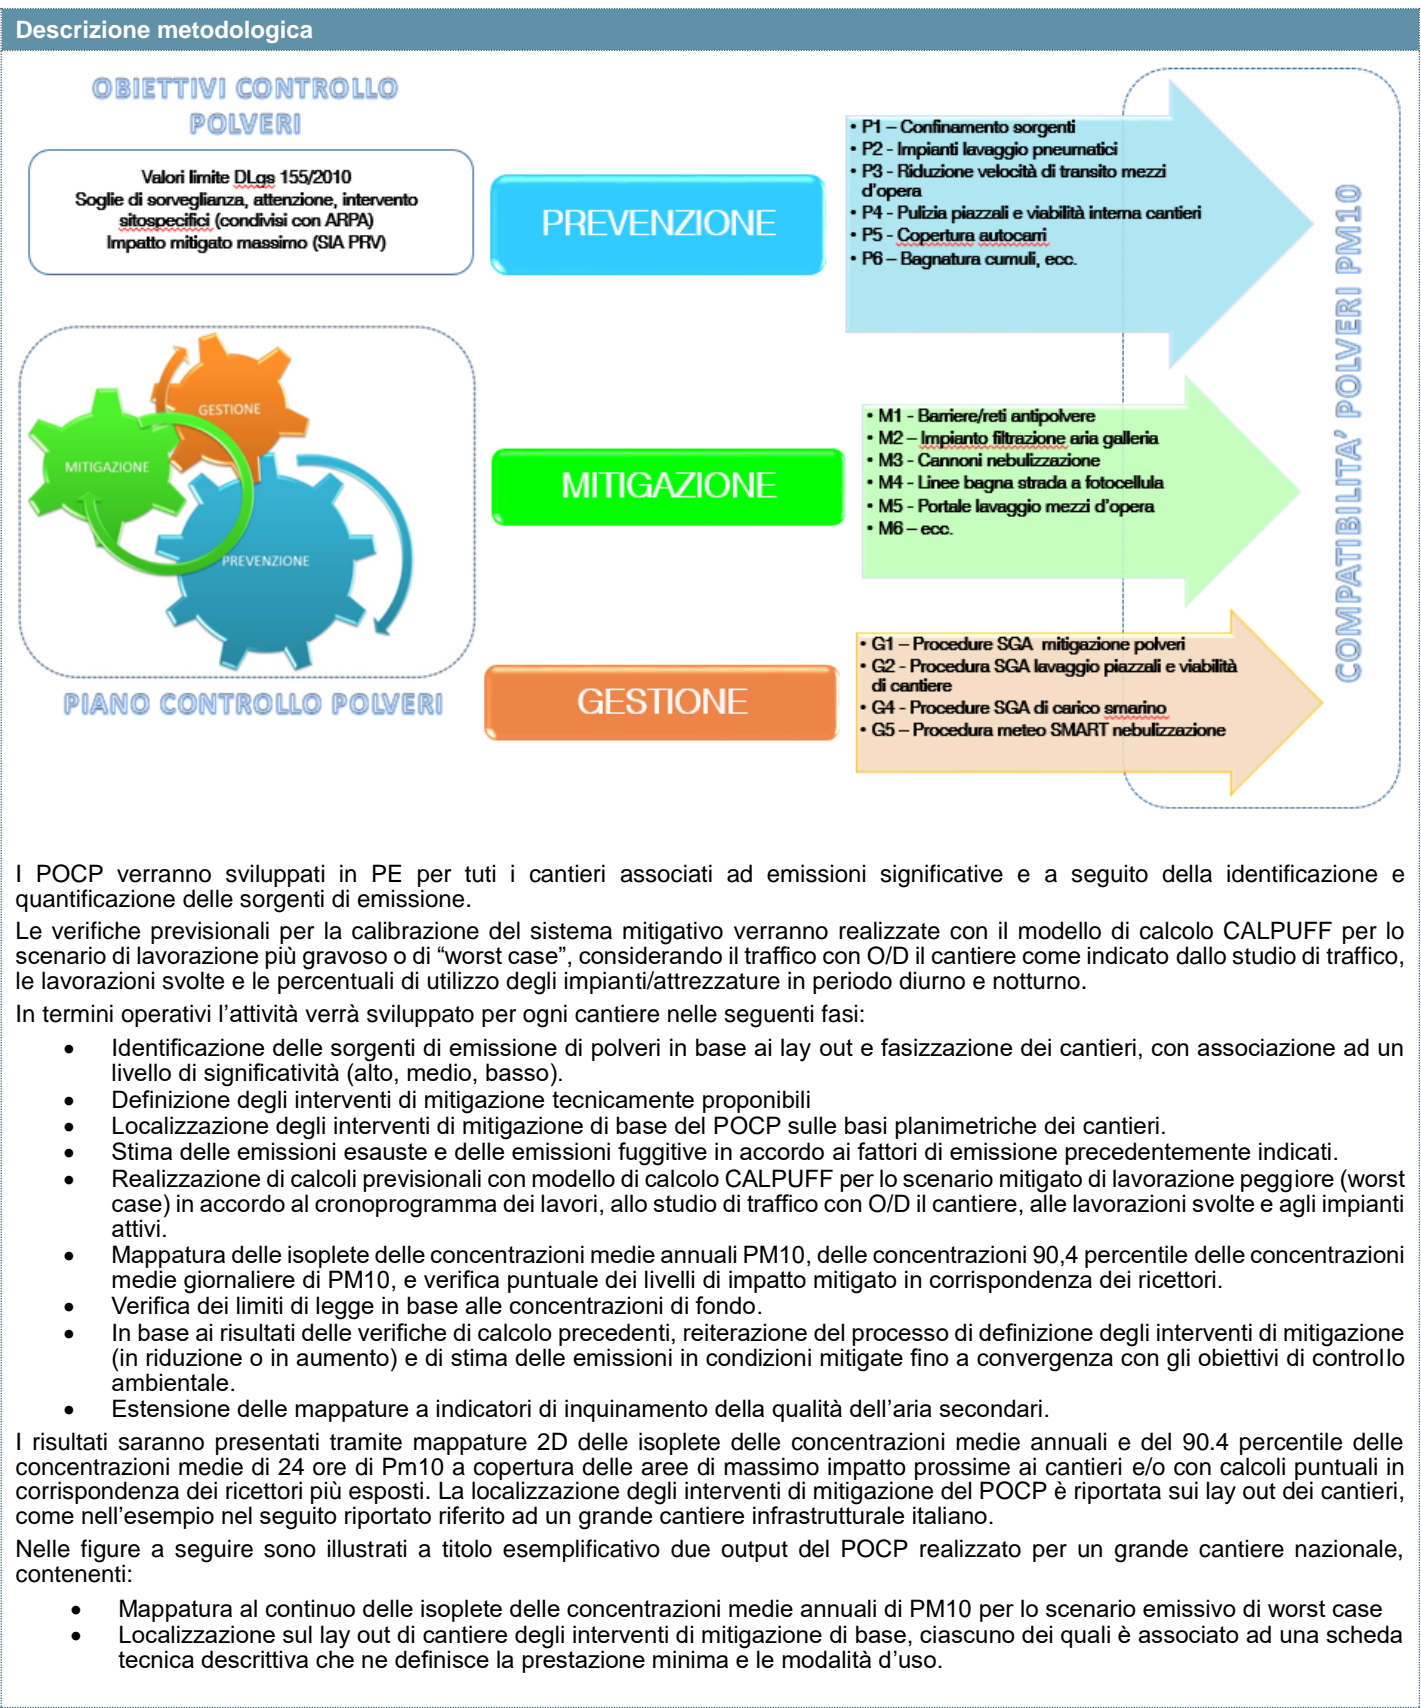 Descrizione metodologica
OBIETTIVI CONTROLLO
POLVERI
Valori limite DLgs 155/2010
Soglie di sorveglianza, attenzione, intervento
sitospecifici (condivisi con ARPA)
Impatto mitigato massimo (SIA PRV)
PREVENZIONE
• P1 – Confinamento sorgenti
• P2 - Impianti lavaggio pneumatici
• P3 - Riduzione velocità di transito mezzi
d'opera
• P4 - Pulizia piazzali e viabilità interna cantieri
• P5 - Copertura autocarri
• P6 – Bagnatura cumuli, ecc.
COMPATIBILITA' POLVERI PM10
GESTIONE
MITIGAZIONE
PREVENZIONE
PIANO CONTROLLO POLVERI
MITIGAZIONE
• M1 - Barriere/reti antipolvere
• M2 – Impianto filtrazione aria galleria
• M3 - Cannoni nebulizzazione
• M4 - Linee bagna strada a fotocellula
• M5 - Portale lavaggio mezzi d'opera
• M6 – ecc.
GESTIONE
• G1 – Procedure SGA mitigazione polveri
• G2 - Procedura SGA lavaggio piazzali e viabilità
di cantiere
• G4 - Procedure SGA di carico smarino
• G5 – Procedura meteo SMART nebulizzazione
I POCP verranno sviluppati in PE per tuti i cantieri associati ad emissioni significative e a seguito della identificazione e
quantificazione delle sorgenti di emissione.
Le verifiche previsionali per la calibrazione del sistema mitigativo verranno realizzate con il modello di calcolo CALPUFF per lo
scenario di lavorazione più gravoso o di “worst case”, considerando il traffico con O/D il cantiere come indicato dallo studio di traffico,
le lavorazioni svolte e le percentuali di utilizzo degli impianti/attrezzature in periodo diurno e notturno.
In termini operativi l'attività verrà sviluppato per ogni cantiere nelle seguenti fasi:
• Identificazione delle sorgenti di emissione di polveri in base ai lay out e fasizzazione dei cantieri, con associazione ad un
livello di significatività (alto, medio, basso).
• Definizione degli interventi di mitigazione tecnicamente proponibili
• Localizzazione degli interventi di mitigazione di base del POCP sulle basi planimetriche dei cantieri.
• Stima delle emissioni esauste e delle emissioni fuggitive in accordo ai fattori di emissione precedentemente indicati.
• Realizzazione di calcoli previsionali con modello di calcolo CALPUFF per lo scenario mitigato di lavorazione peggiore (worst
case) in accordo al cronoprogramma dei lavori, allo studio di traffico con O/D il cantiere, alle lavorazioni svolte e agli impianti
attivi.
• Mappatura delle isoplete delle concentrazioni medie annuali PM10, delle concentrazioni 90,4 percentile delle concentrazioni
medie giornaliere di PM10, e verifica puntuale dei livelli di impatto mitigato in corrispondenza dei ricettori.
• Verifica dei limiti di legge in base alle concentrazioni di fondo.
• In base ai risultati delle verifiche di calcolo precedenti, reiterazione del processo di definizione degli interventi di mitigazione
(in riduzione o in aumento) e di stima delle emissioni in condizioni mitigate fino a convergenza con gli obiettivi di controllo
ambientale.
• Estensione delle mappature a indicatori di inquinamento della qualità dell'aria secondari.
I risultati saranno presentati tramite mappature 2D delle isoplete delle concentrazioni medie annuali e del 90.4 percentile delle
concentrazioni medie di 24 ore di Pm10 a copertura delle aree di massimo impatto prossime ai cantieri e/o con calcoli puntuali in
corrispondenza dei ricettori più esposti. La localizzazione degli interventi di mitigazione del POCP è riportata sui lay out dei cantieri,
come nell'esempio nel seguito riportato riferito ad un grande cantiere infrastrutturale italiano.
Nelle figure a seguire sono illustrati a titolo esemplificativo due output del POCP realizzato per un grande cantiere nazionale,
contenenti:
• Mappatura al continuo delle isoplete delle concentrazioni medie annuali di PM10 per lo scenario emissivo di worst case
• Localizzazione sul lay out di cantiere degli interventi di mitigazione di base, ciascuno dei quali è associato ad una scheda
tecnica descrittiva che ne definisce la prestazione minima e le modalità d'uso.